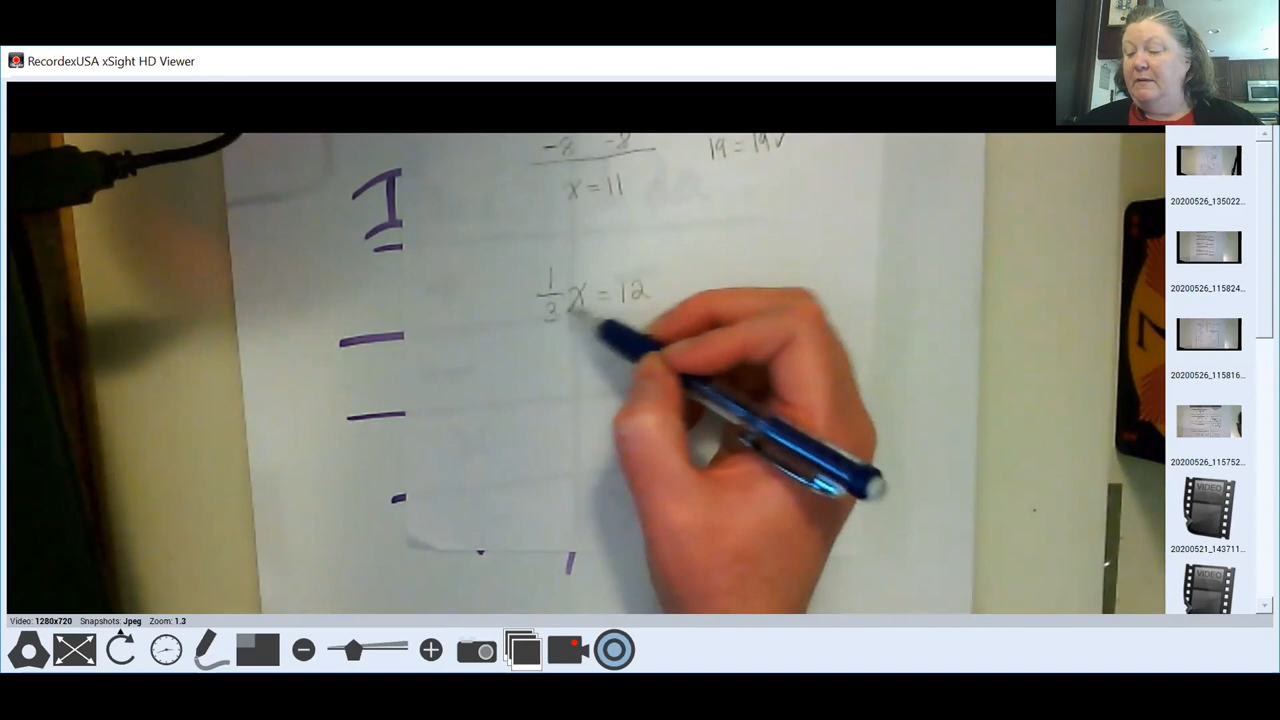 RecordexUSA xSight HD Viewer
-8 -8
19=19✓
x=11
1/3 x = 12
20200526_135022...
20200526_115824...
20200526_115816...
20200526_115752...
VIDEO
20200521_143711...
VIDEO
Video: 1280x720 Snapshots: Jpeg Zoom: 1.3